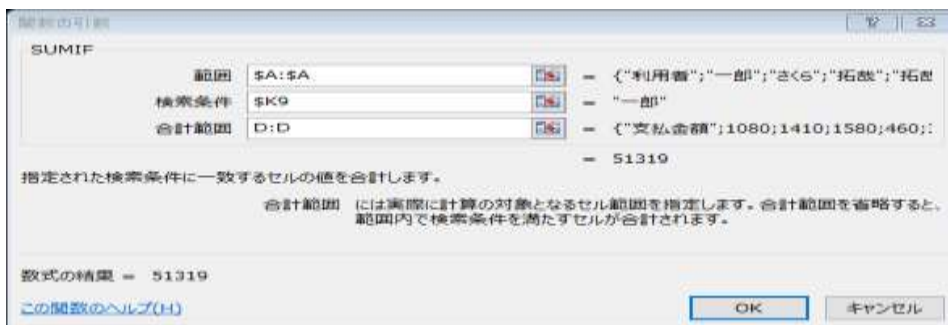 関数の引数
SUMIF
範囲 $A:$A = {"利用者";"一郎";"さくら";"拓哉";"拓哉
検索条件 $K9 = "一郎"
合計範囲 D:D = {"支払金額";1080;1410;1580;460;
= 51319
指定された検索条件に一致するセルの値を合計します。
合計範囲 には実際に計算の対象となるセル範囲を指定します。合計範囲を省略すると、
範囲内で検索条件を満たすセルが合計されます。
数式の結果 = 51319
この関数のヘルプ(H) OK キャンセル